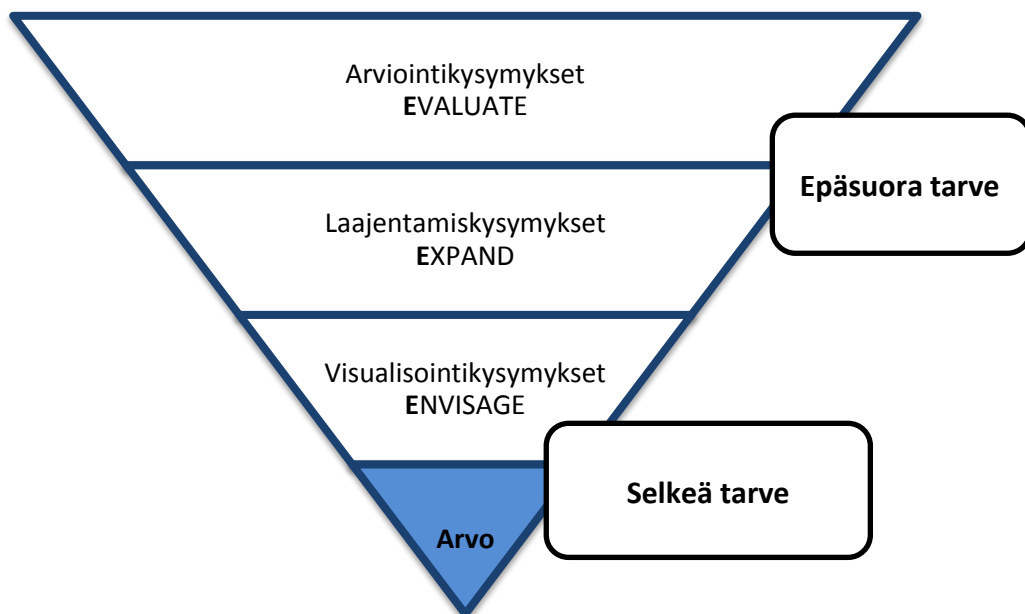 Arviointikysymykset
EVALUATE
Epäsuora tarve
Laajentamiskysymykset
EXPAND
Visualisointikysymykset
ENVISAGE
Selkeä tarve
Arvo